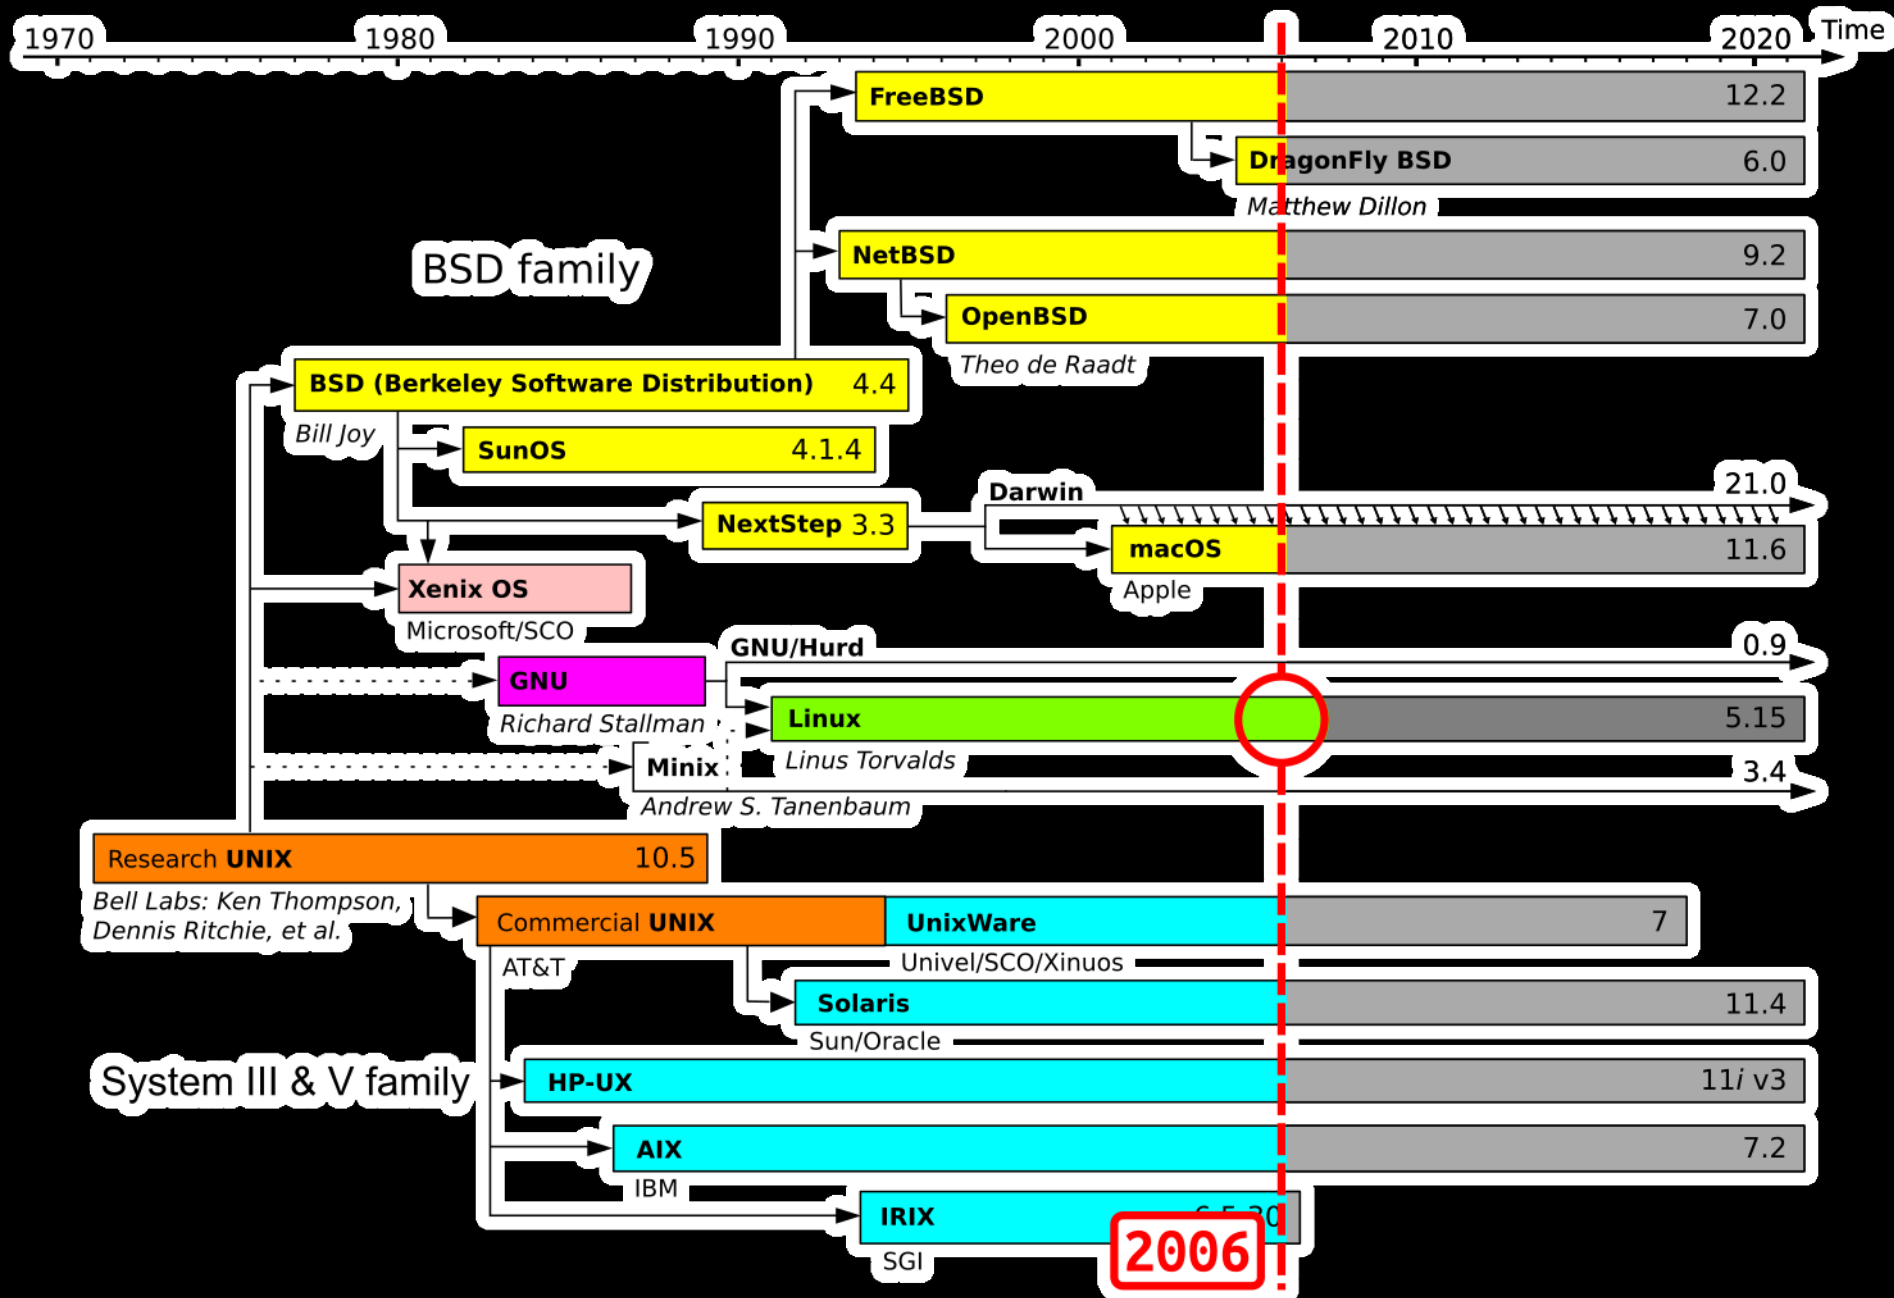 1970 1980 1990 2000 2010 2020 Time
FreeBSD 12.2
DragonFly BSD 6.0
Matthew Dillon
BSD family
NetBSD 9.2
OpenBSD 7.0
Theo de Raadt
BSD (Berkeley Software Distribution) 4.4
Bill Joy
SunOS 4.1.4
Darwin 21.0
NextStep 3.3
macOS 11.6
Apple
Xenix OS
Microsoft/SCO
GNU/Hurd 0.9
GNU
Richard Stallman
Linux 5.15
Linus Torvalds
Minix 3.4
Andrew S. Tanenbaum
Research UNIX 10.5
Bell Labs: Ken Thompson,
Dennis Ritchie, et al.
Commercial UNIX UnixWare 7
AT&T Univel/SCO/Xinuos
Solaris 11.4
Sun/Oracle
System III & V family
HP-UX 11i v3
AIX 7.2
IBM
IRIX 6.5.30
SGI
2006